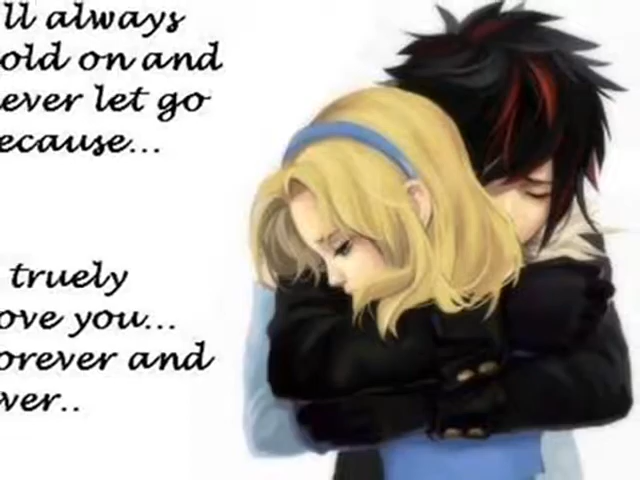 ll always
old on and
ever let go
ecause...
truely
ove you...
orever and
ver..